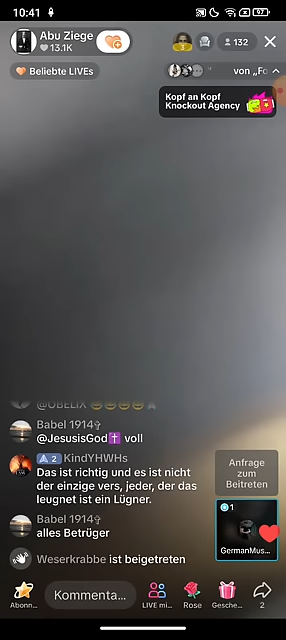 10:41
97
Abu Ziege
13.1K
132
Beliebte LIVEs
von „Fo
Kopf an Kopf
Knockout Agency
@OBELIX
Babel 1914✞
@JesusisGod✝️ voll
2 KindYHWHs
Das ist richtig und es ist nicht
der einzige vers, jeder, der das
leugnet ist ein Lügner.
Babel 1914✞
alles Betrüger
Weserkrabbe ist beigetreten
Anfrage
zum
Beitreten
1
GermanMus...
Kommenta...
Abonn...
LIVE mi...
Rose
Gesche...
2